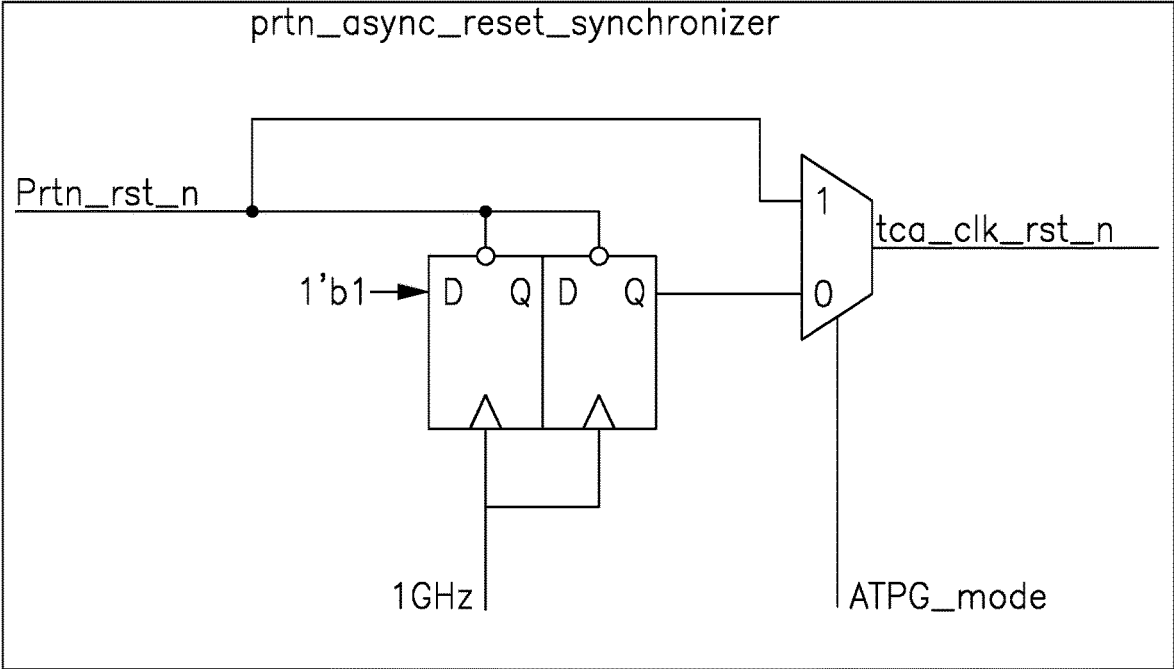 prtn_async_reset_synchronizer
Prtn_rst_n
1
tca_clk_rst_n
1'b1
D Q D Q
0
1GHz
ATPG_mode